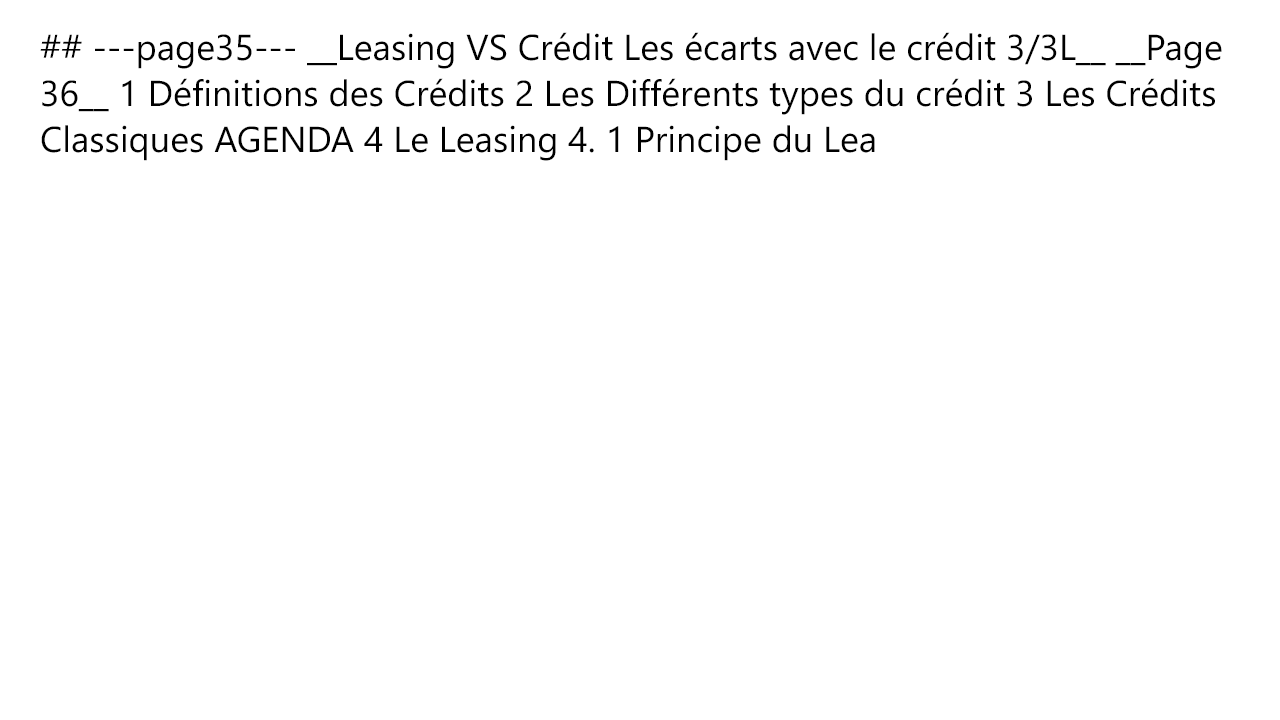 ## ---page35--- __Leasing VS Crédit Les écarts avec le crédit 3/3L__ __Page
36__ 1 Définitions des Crédits 2 Les Différents types du crédit 3 Les Crédits
Classiques AGENDA 4 Le Leasing 4. 1 Principe du Lea